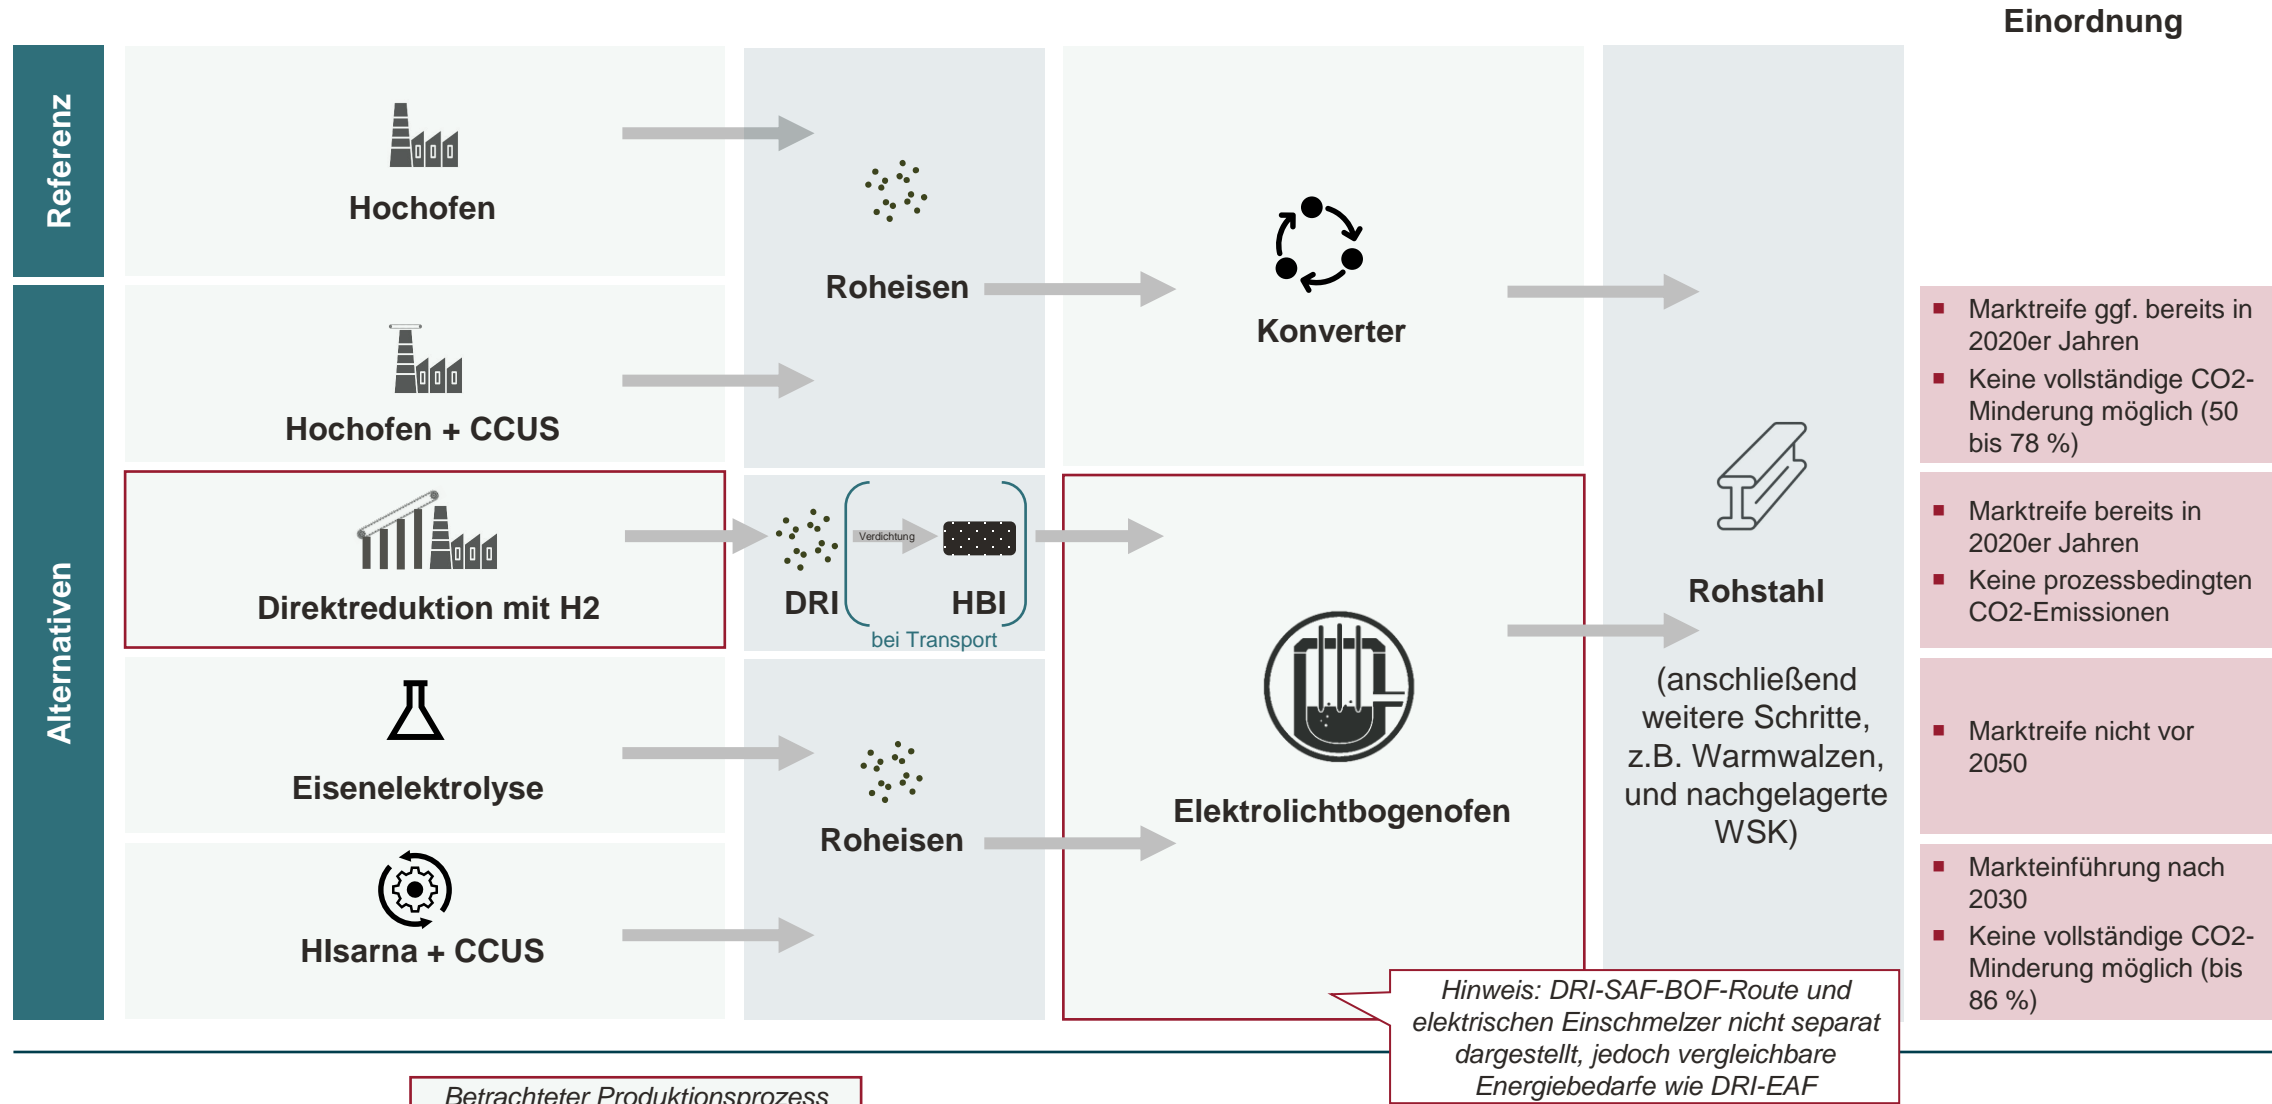 Einordnung
Referenz
Hochofen
Roheisen
Konverter
Alternativen
Hochofen + CCUS
Direktreduktion mit H2
DRI
Verdichtung
HBI
bei Transport
Eisenelektrolyse
HIsarna + CCUS
Roheisen
Elektrolichtbogenofen
Rohstahl
(anschließend
weitere Schritte,
z.B. Warmwalzen,
und nachgelagerte
WSK)
Marktreife ggf. bereits in
2020er Jahren
Keine vollständige CO2-
Minderung möglich (50
bis 78 %)
Marktreife bereits in
2020er Jahren
Keine prozessbedingten
CO2-Emissionen
Marktreife nicht vor
2050
Markteinführung nach
2030
Keine vollständige CO2-
Minderung möglich (bis
86 %)
Hinweis: DRI-SAF-BOF-Route und
elektrischen Einschmelzer nicht separat
dargestellt, jedoch vergleichbare
Energiebedarfe wie DRI-EAF
Betrachteter Produktionsprozess